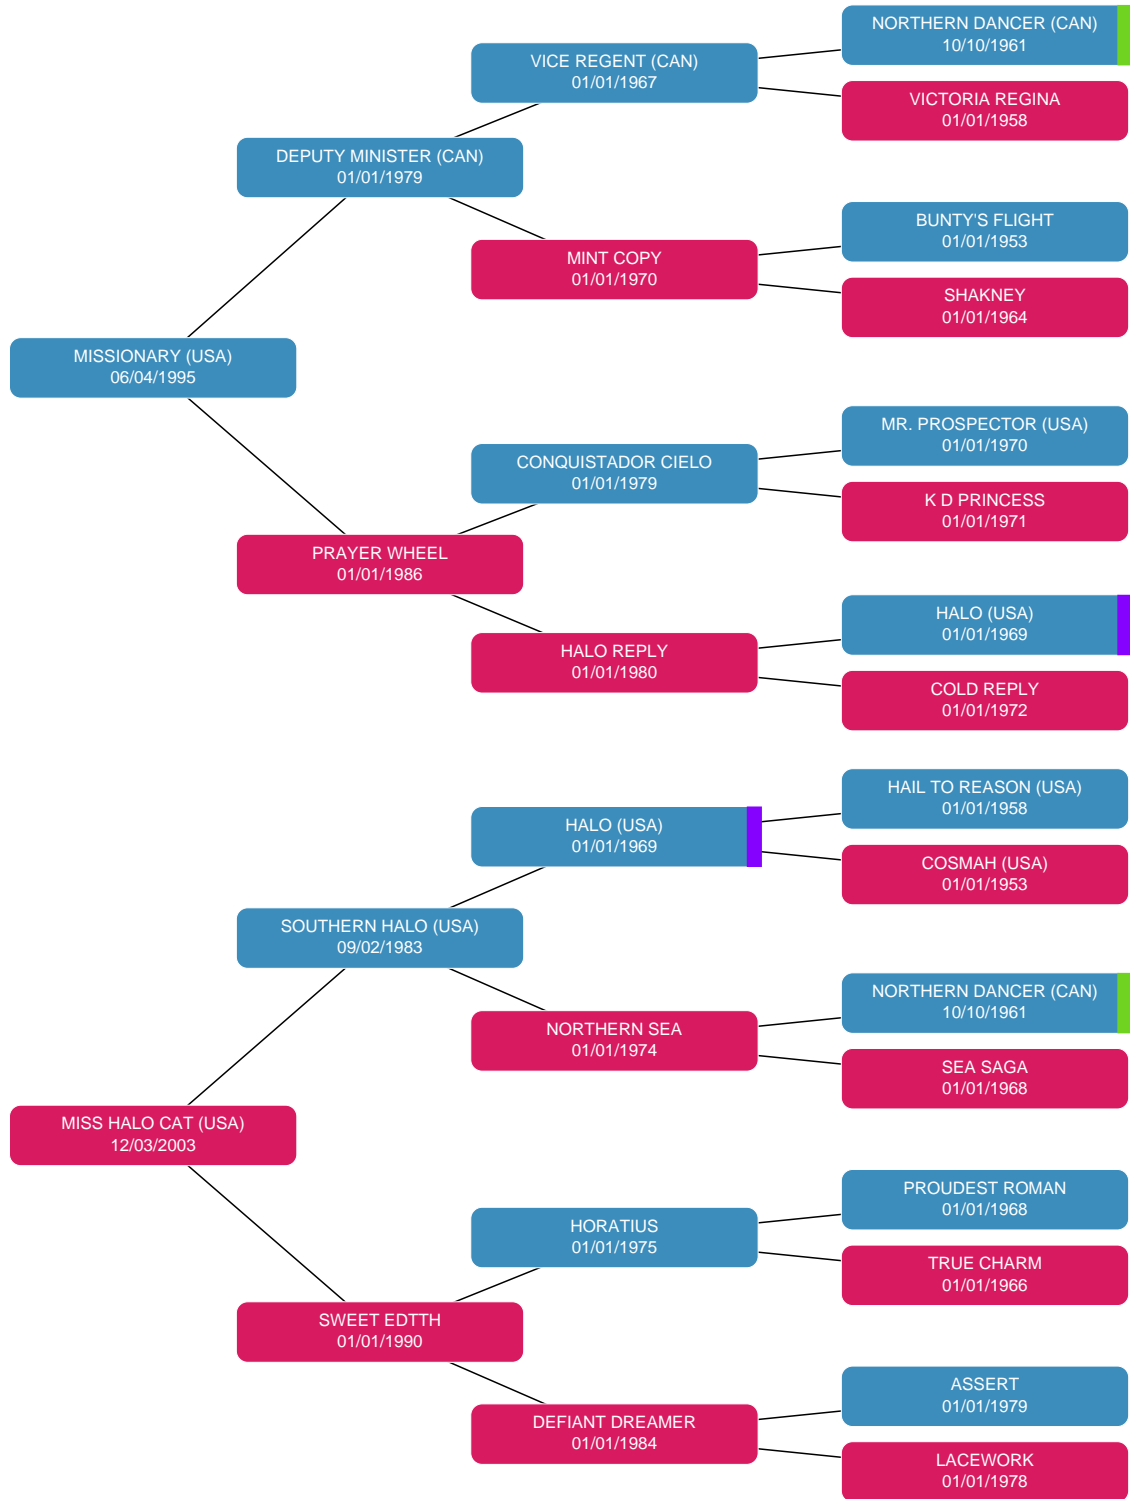 NORTHERN DANCER (CAN)
10/10/1961
VICE REGENT (CAN)
01/01/1967
VICTORIA REGINA
01/01/1958
DEPUTY MINISTER (CAN)
01/01/1979
BUNTY'S FLIGHT
01/01/1953
MINT COPY
01/01/1970
SHAKNEY
01/01/1964
MISSIONARY (USA)
06/04/1995
MR. PROSPECTOR (USA)
01/01/1970
CONQUISTADOR CIELO
01/01/1979
K D PRINCESS
01/01/1971
PRAYER WHEEL
01/01/1986
HALO (USA)
01/01/1969
HALO REPLY
01/01/1980
COLD REPLY
01/01/1972
HAIL TO REASON (USA)
01/01/1958
HALO (USA)
01/01/1969
COSMAH (USA)
01/01/1953
SOUTHERN HALO (USA)
09/02/1983
NORTHERN DANCER (CAN)
10/10/1961
NORTHERN SEA
01/01/1974
SEA SAGA
01/01/1968
MISS HALO CAT (USA)
12/03/2003
PROUDEST ROMAN
01/01/1968
HORATIUS
01/01/1975
TRUE CHARM
01/01/1966
SWEET EDTTH
01/01/1990
ASSERT
01/01/1979
DEFIANT DREAMER
01/01/1984
LACEWORK
01/01/1978